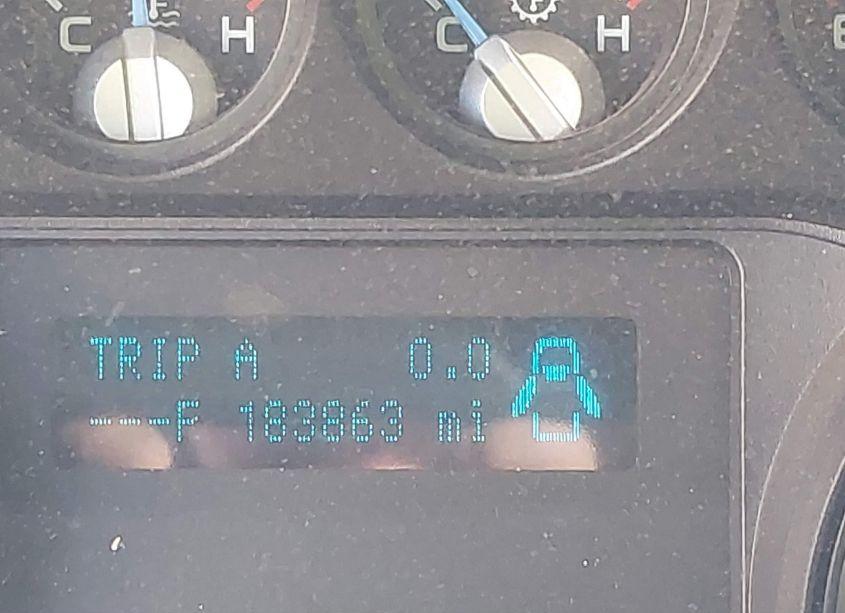 C F H
C F H
E
TRIP A 0.0
---F 183863 mi